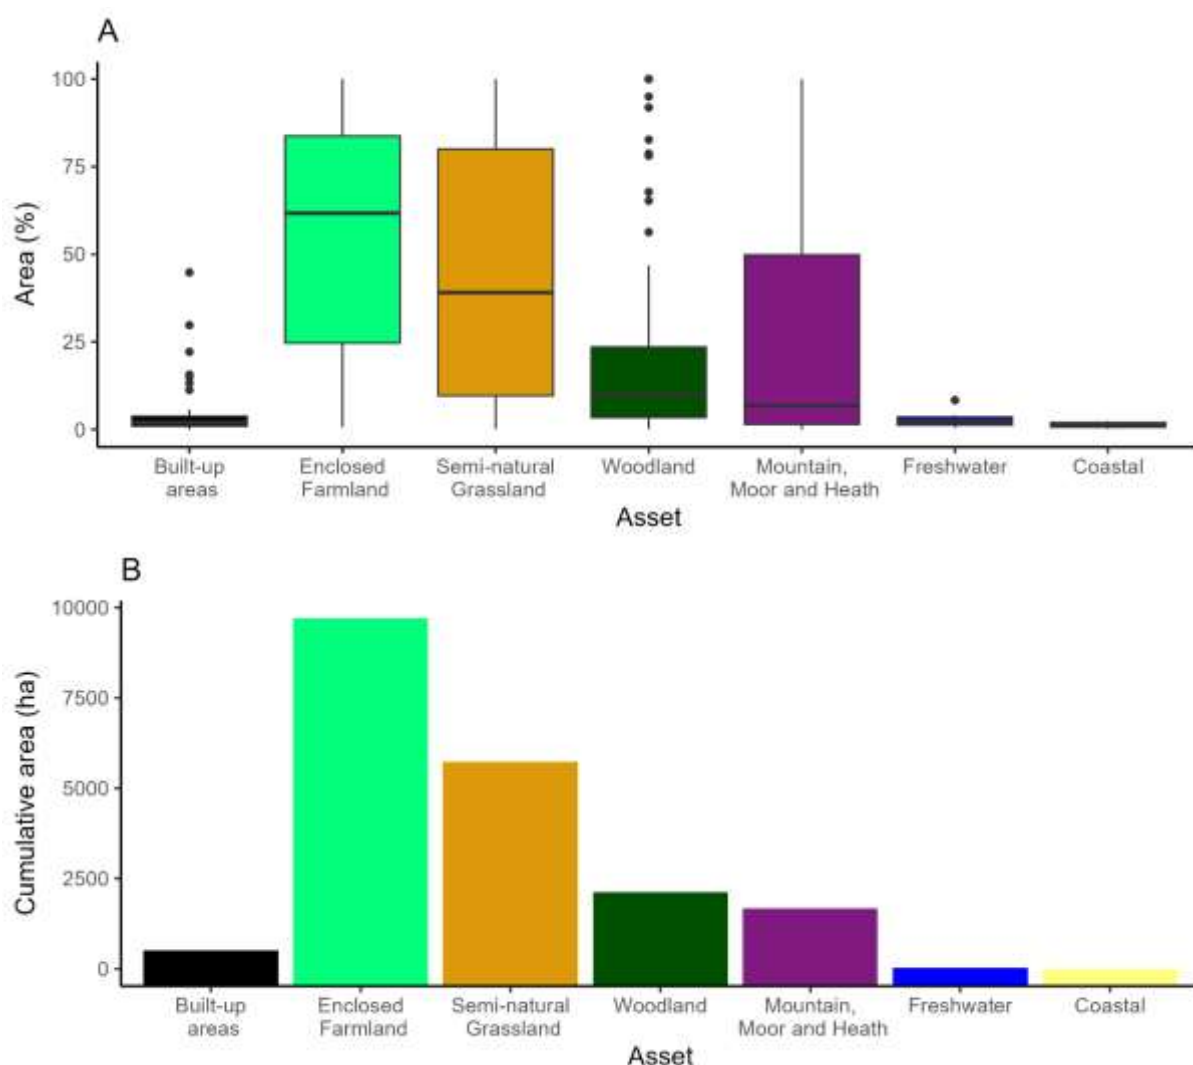 A
100
75
50
25
0
Area (%)
Built-up
areas
Enclosed
Farmland
Semi-natural
Grassland
Woodland
Mountain,
Moor and Heath
Freshwater
Coastal
Asset
B
10000
7500
5000
2500
0
Cumulative area (ha)
Built-up
areas
Enclosed
Farmland
Semi-natural
Grassland
Woodland
Mountain,
Moor and Heath
Freshwater
Coastal
Asset